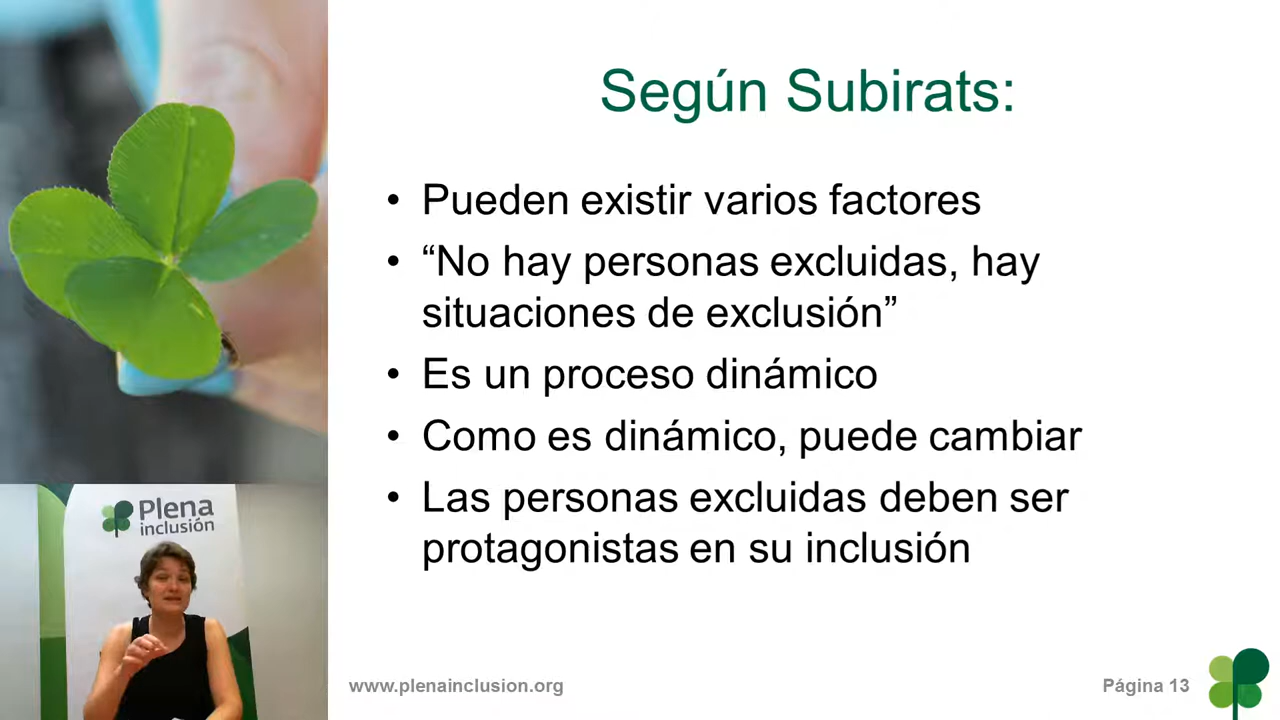 Según Subirats:
• Pueden existir varios factores
• “No hay personas excluidas, hay
situaciones de exclusión”
• Es un proceso dinámico
• Como es dinámico, puede cambiar
• Las personas excluidas deben ser
protagonistas en su inclusión
Plena
inclusión
www.plenainclusion.org
Página 13